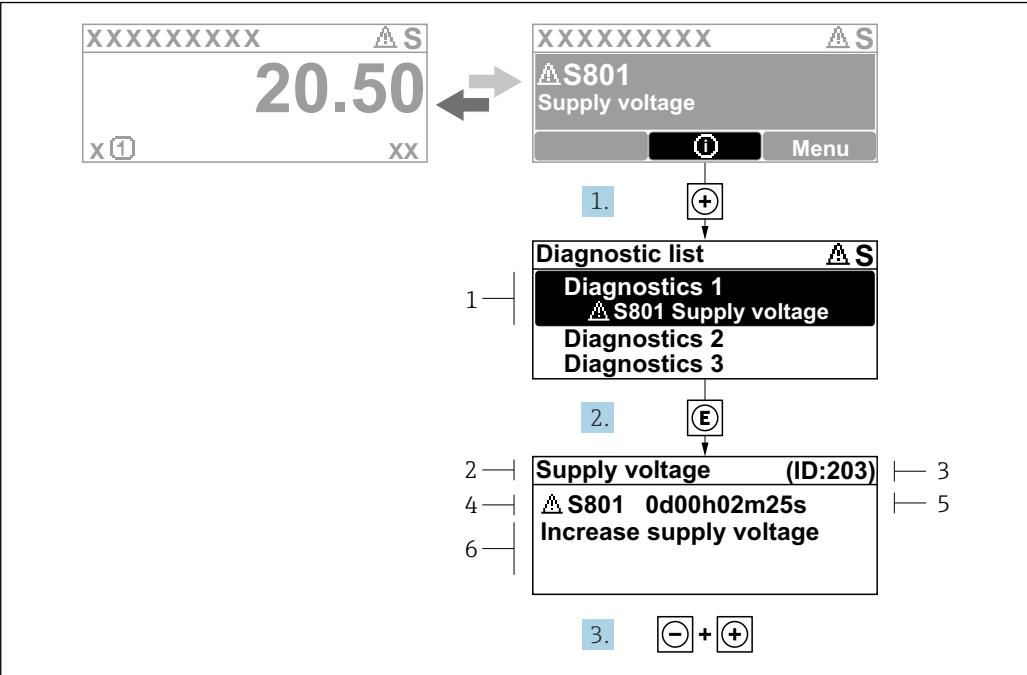 XXXXXXXXX ⚠ S
20.50
X 1 XX
XXXXXXXXX ⚠ S
⚠S801
Supply voltage
i Menu
1. +
Diagnostic list ⚠ S
1
Diagnostics 1
⚠ S801 Supply voltage
Diagnostics 2
Diagnostics 3
2. E
2 Supply voltage (ID:203) 3
4 ⚠ S801 0d00h02m25s 5
6 Increase supply voltage
3. - + +